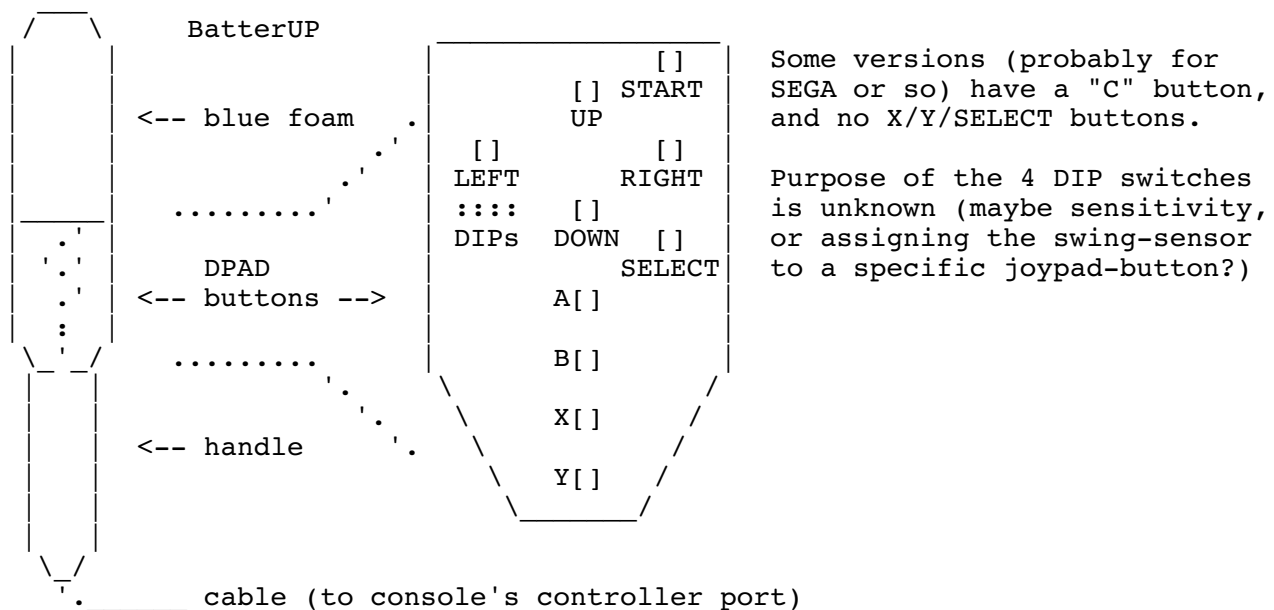 BatterUP
[]
Some versions (probably for
[] START
SEGA or so) have a "C" button,
<-- blue foam
UP
and no X/Y/SELECT buttons.
[] []
LEFT RIGHT
Purpose of the 4 DIP switches
:::: []
is unknown (maybe sensitivity,
DIPs DOWN []
or assigning the swing-sensor
DPAD
SELECT
to a specific joypad-button?)
<-- buttons -->
A[]
B[]
X[]
<-- handle
Y[]
cable (to console's controller port)